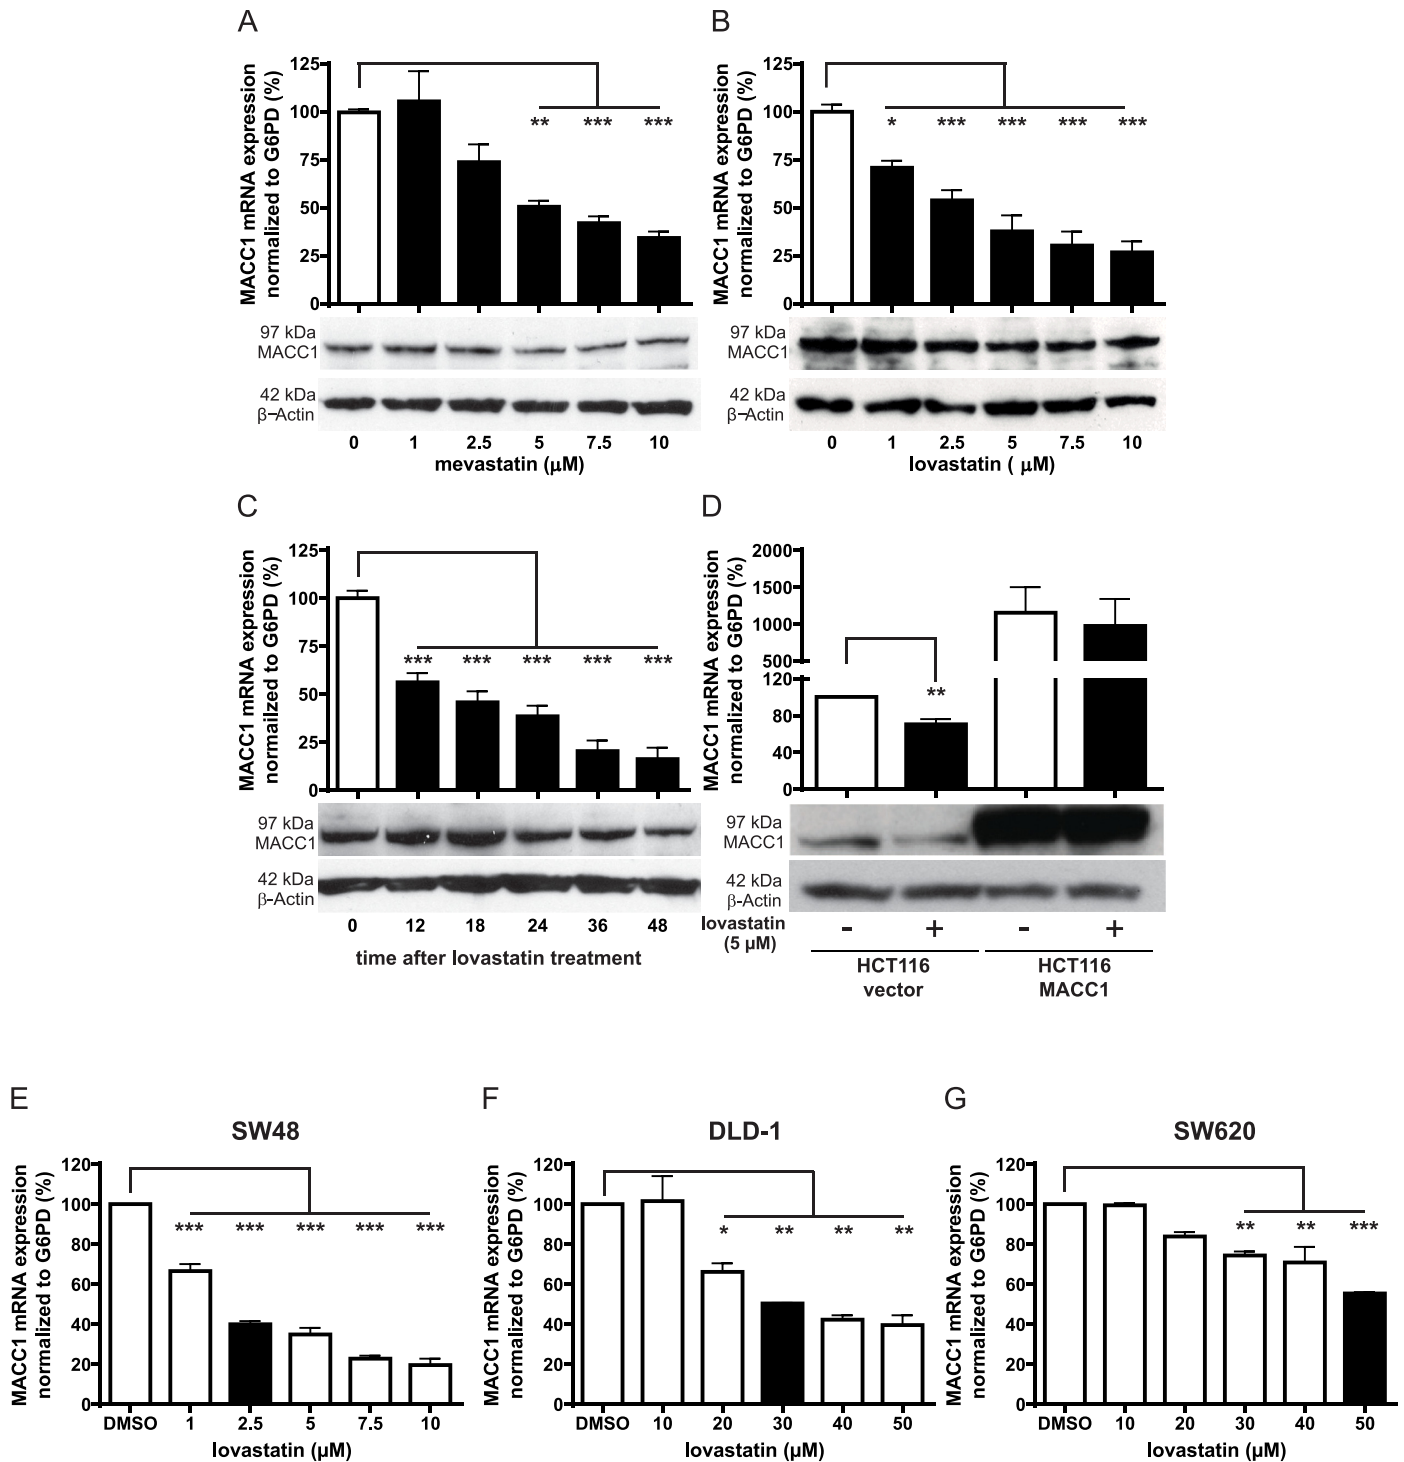 A
MACC1 mRNA expression
normalized to G6PD (%)
125
100
75
50
25
0
** *** ***
97 kDa
MACC1
42 kDa
β–Actin
0 1 2.5 5 7.5 10
mevastatin (μM)
B
MACC1 mRNA expression
normalized to G6PD (%)
125
100
75
50
25
0
* *** *** *** ***
97 kDa
MACC1
42 kDa
β–Actin
0 1 2.5 5 7.5 10
lovastatin ( μM)
C
MACC1 mRNA expression
normailzed to G6PD (%)
125
100
75
50
25
0
*** *** *** *** ***
97 kDa
MACC1
42 kDa
β–Actin
0 12 18 24 36 48
time after lovastatin treatment
D
MACC1 mRNA expression
normalized to G6PD (%)
2000
1500
1000
500
120
80
40
0
**
97 kDa
MACC1
42 kDa
β-Actin
lovastatin
(5 μM)
- + - +
HCT116
vector
HCT116
MACC1
E
SW48
MACC1 mRNA expression
normalized to G6PD (%)
120
100
80
60
40
20
0
*** *** *** *** ***
DMSO 1 2.5 5 7.5 10
lovastatin (μM)
F
DLD-1
MACC1 mRNA expression
normalized to G6PD (%)
120
100
80
60
40
20
0
* ** ** **
DMSO 10 20 30 40 50
lovastatin (μM)
G
SW620
MACC1 mRNA expression
normalized to G6PD (%)
120
100
80
60
40
20
0
** ** ***
DMSO 10 20 30 40 50
lovastatin (μM)